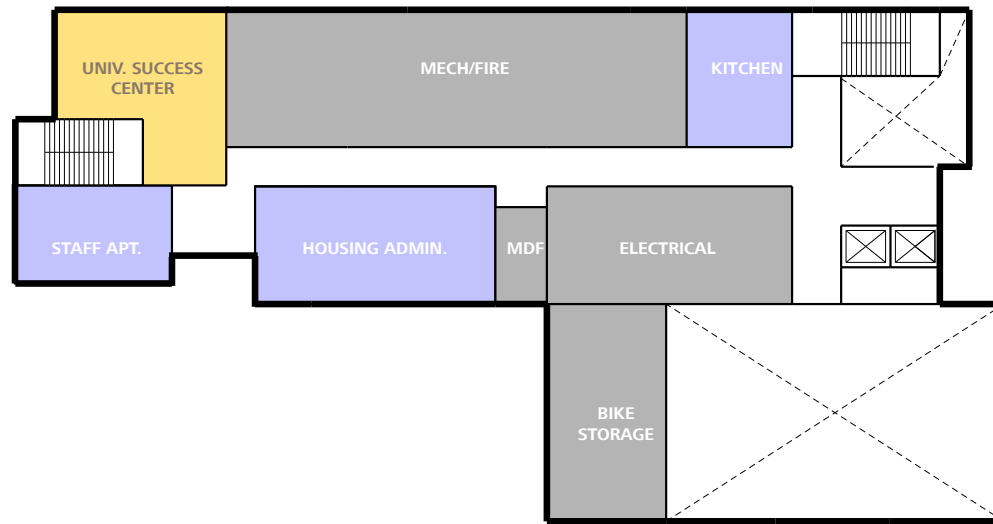 UNIV. SUCCESS
CENTER
MECH/FIRE
KITCHEN
STAFF APT.
HOUSING ADMIN.
MDF
ELECTRICAL
BIKE
STORAGE